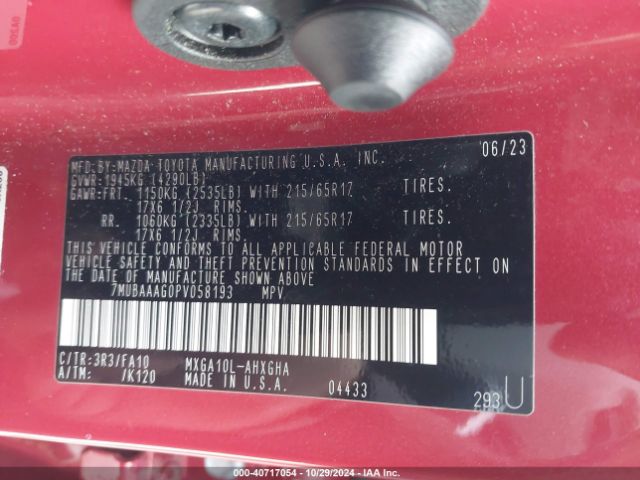 MFD.BY:MAZDA TOYOTA MANUFACTURING U.S.A. INC. 06/23
GVWR:1945KG (4290LB)
GAWR:FRT. 1150KG (2535LB) WITH 215/65R17 TIRES.
17X6 1/2J RIMS.
RR. 1060KG (2335LB) WITH 215/65R17 TIRES.
17X6 1/2J RIMS.
THIS VEHICLE CONFORMS TO ALL APPLICABLE FEDERAL MOTOR
VEHICLE SAFETY AND THEFT PREVENTION STANDARDS IN EFFECT ON
THE DATE OF MANUFACTURE SHOWN ABOVE
7MUBAAAG0PV058193 MPV
C/TR:3R3/FA10 MXGA10L-AHXGHA
A/TM: /K120 MADE IN U.S.A. 04433 293 U
000-40717054 - 10/29/2024 - IAAI.COM